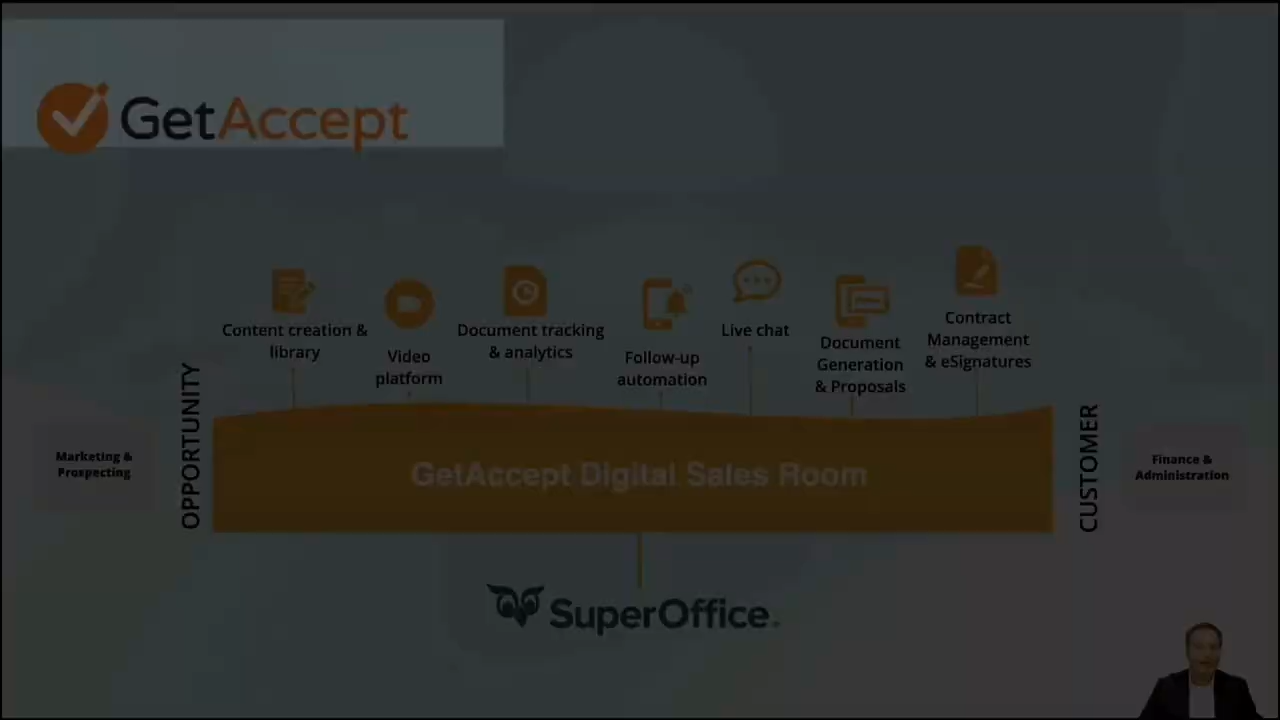 GetAccept
Content creation &
library
Video
platform
Document tracking
& analytics
Follow-up
automation
Live chat
Document
Generation
& Proposals
Contract
Management
& eSignatures
Marketing &
Prospecting
OPPORTUNITY
GetAccept Digital Sales Room
CUSTOMER
Finance &
Administration
SuperOffice.